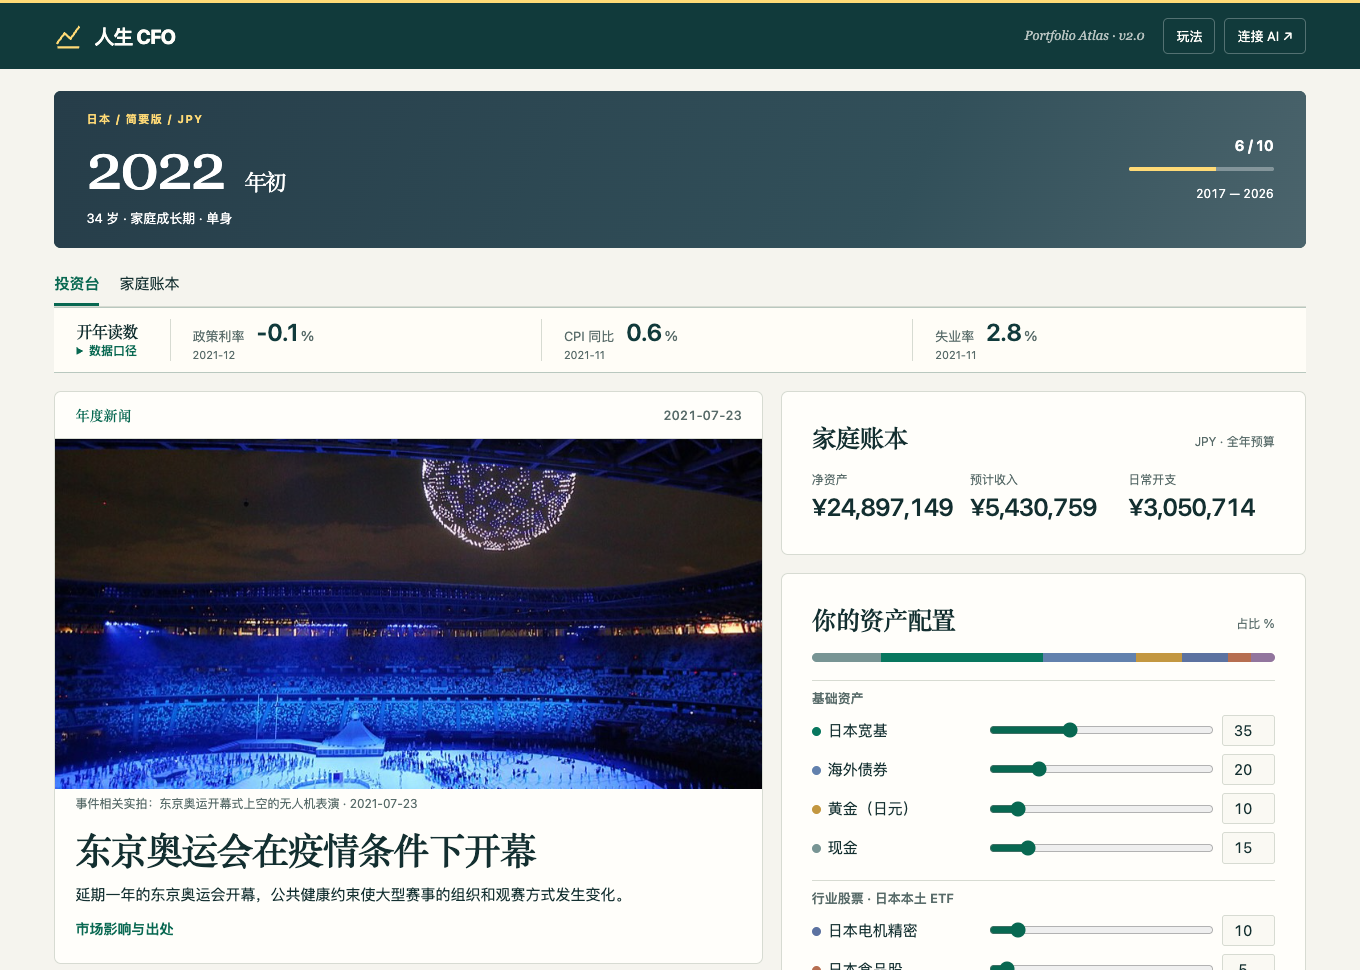 人生 CFO
Portfolio Atlas · v2.0
玩法
连接 AI ↗
日本 / 简要版 / JPY
2022 年初
34 岁 · 家庭成长期 · 单身
6 / 10
2017 — 2026
投资台
家庭账本
开年读数
▸ 数据口径
政策利率 -0.1%
2021-12
CPI 同比 0.6%
2021-11
失业率 2.8%
2021-11
年度新闻
2021-07-23
事件相关实拍：东京奥运开幕式上空的无人机表演 · 2021-07-23
东京奥运会在疫情条件下开幕
延期一年的东京奥运会开幕，公共健康约束使大型赛事的组织和观赛方式发生变化。
市场影响与出处
家庭账本
JPY · 全年预算
净资产
¥24,897,149
预计收入
¥5,430,759
日常开支
¥3,050,714
你的资产配置
占比 %
基础资产
日本宽基 35
海外债券 20
黄金（日元） 10
现金 15
行业股票 · 日本本土 ETF
日本电机精密 10
日本食品股 5